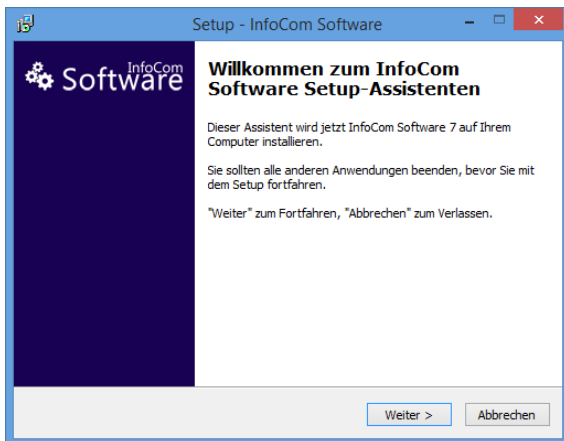 Setup - InfoCom Software
InfoCom
Software
Willkommen zum InfoCom
Software Setup-Assistenten
Dieser Assistent wird jetzt InfoCom Software 7 auf Ihrem
Computer installieren.
Sie sollten alle anderen Anwendungen beenden, bevor Sie mit
dem Setup fortfahren.
"Weiter" zum Fortfahren, "Abbrechen" zum Verlassen.
Weiter >
Abbrechen